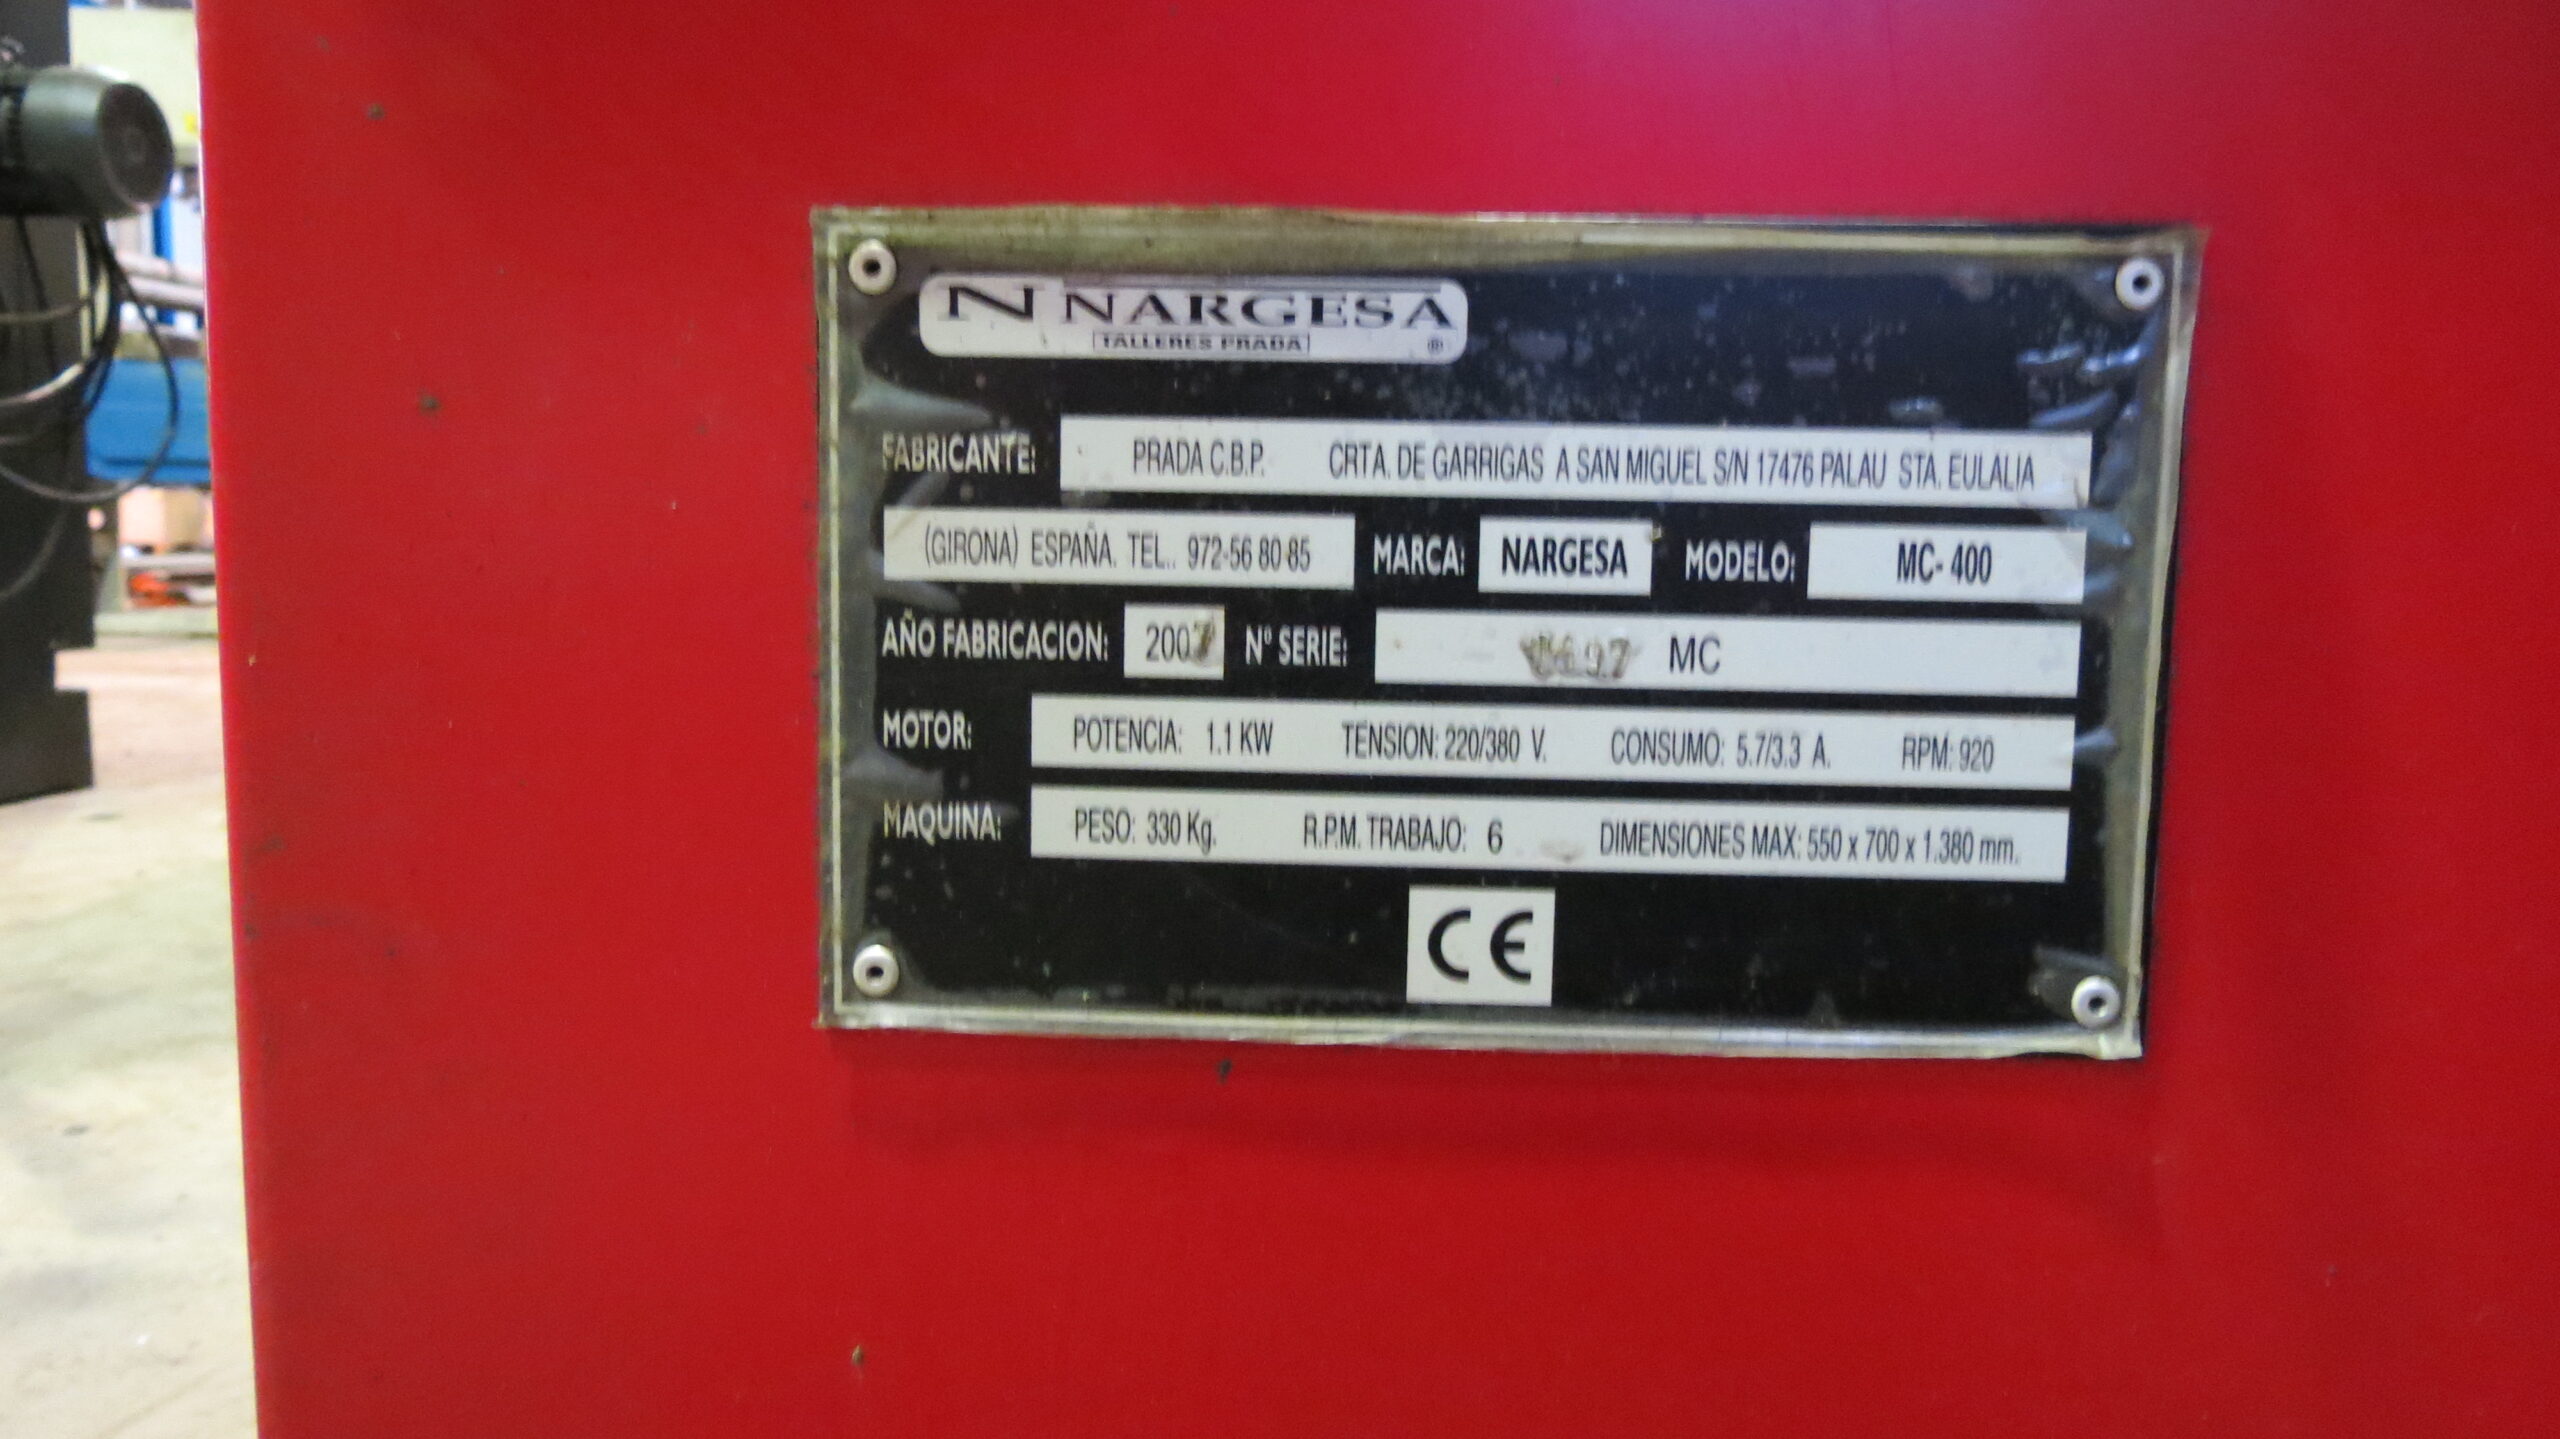 N NARGESA
TALLERES PRADA ®
FABRICANTE: PRADA C.B.P. CRTA. DE GARRIGAS A SAN MIGUEL S/N 17476 PALAU STA. EULALIA
(GIRONA) ESPAÑA. TEL.. 972-56 80 85 MARCA: NARGESA MODELO: MC-400
AÑO FABRICACION: 2007 Nº SERIE: MC
MOTOR: POTENCIA: 1.1 KW TENSION: 220/380 V. CONSUMO: 5.7/3.3 A. RPM: 920
MAQUINA: PESO: 330 Kg. R.P.M. TRABAJO: 6 DIMENSIONES MAX: 550 x 700 x 1.380 mm.
CE